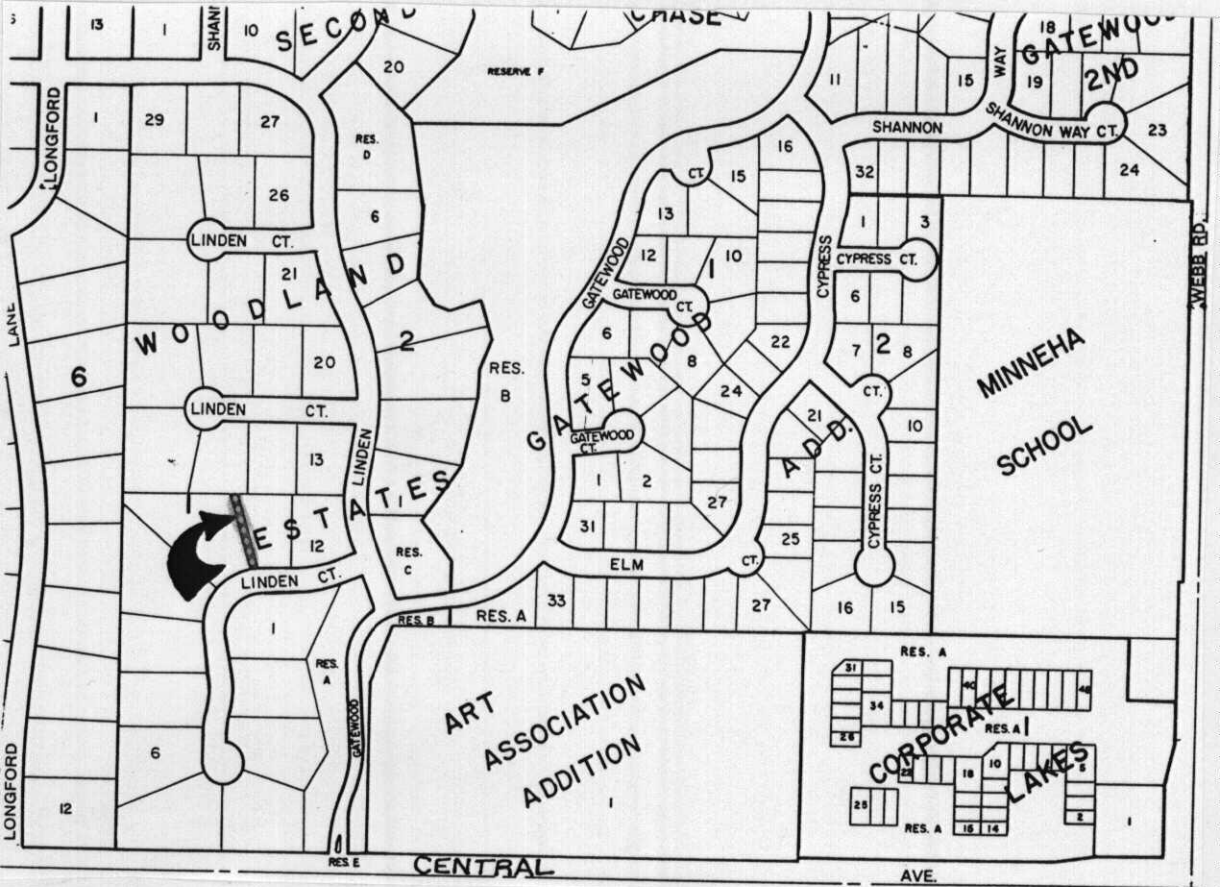 13
1
10
SECOND
CHASE
18
GATEWOOD
2ND
20
RESERVE F
11
15
WAY
19
LONGFORD
1
29
27
RES.
D
16
SHANNON
SHANNON WAY CT.
23
26
CT.
15
32
24
6
13
1
3
LINDEN CT.
12
1
10
CYPRESS
CYPRESS CT.
WEBB RD.
21
WOODLAND
GATEWOOD
GATEWOOD
CT.
6
LANE
2
6
22
7
2
8
MINNEHA
SCHOOL
6
20
RES.
B
5
8
24
CT.
LINDEN CT.
GATEWOOD
ADD.
21
10
LINDEN
GATEWOOD
CT.
13
1
2
CYPRESS CT.
1
ESTATES
27
12
31
25
RES.
C
LINDEN CT.
ELM
CT.
33
27
16
15
RES. B
RES. A
1
RES.
A
GATEWOOD
ART
ASSOCIATION
ADDITION
1
RES. A
31
40
34
26
CORPORATE
LAKES
RES. A
1
6
10
18
25
2
1
LONGFORD
12
RES. A
15
14
RES. E
CENTRAL
AVE.